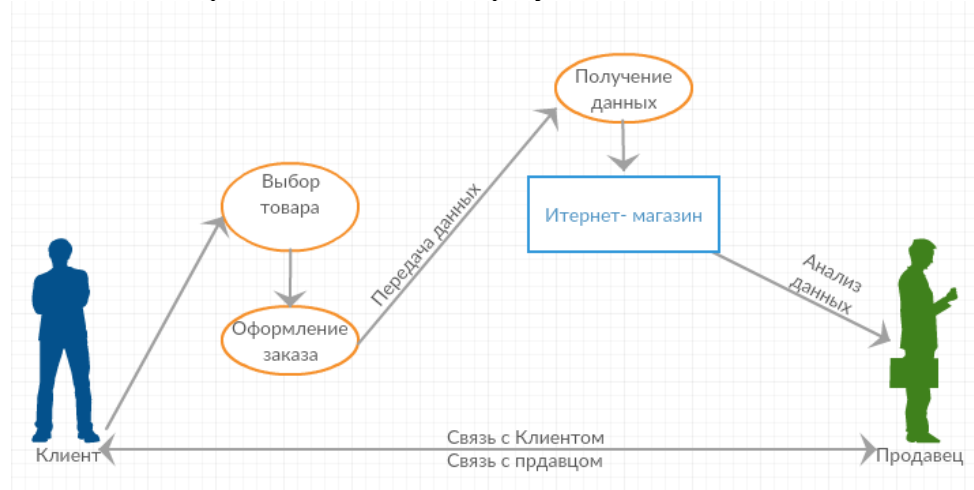 Получение
данных
Выбор
товара
Итернет- магазин
Передача данных
Анализ
данных
Оформление
заказа
Связь с Клиентом
Клиент
Продавец
Связь с прдавцом